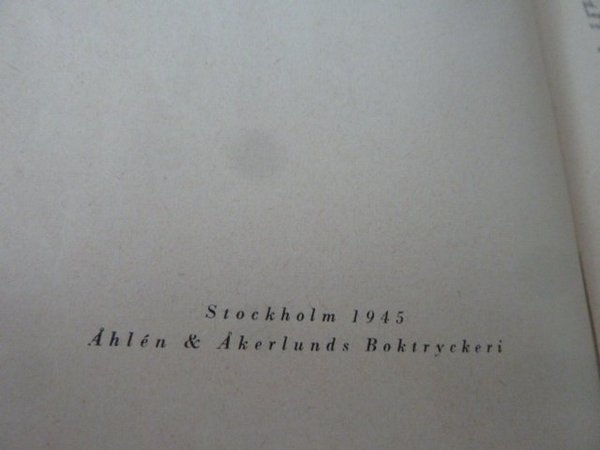 Stockholm 1945
Åhlén & Åkerlunds Boktryckeri